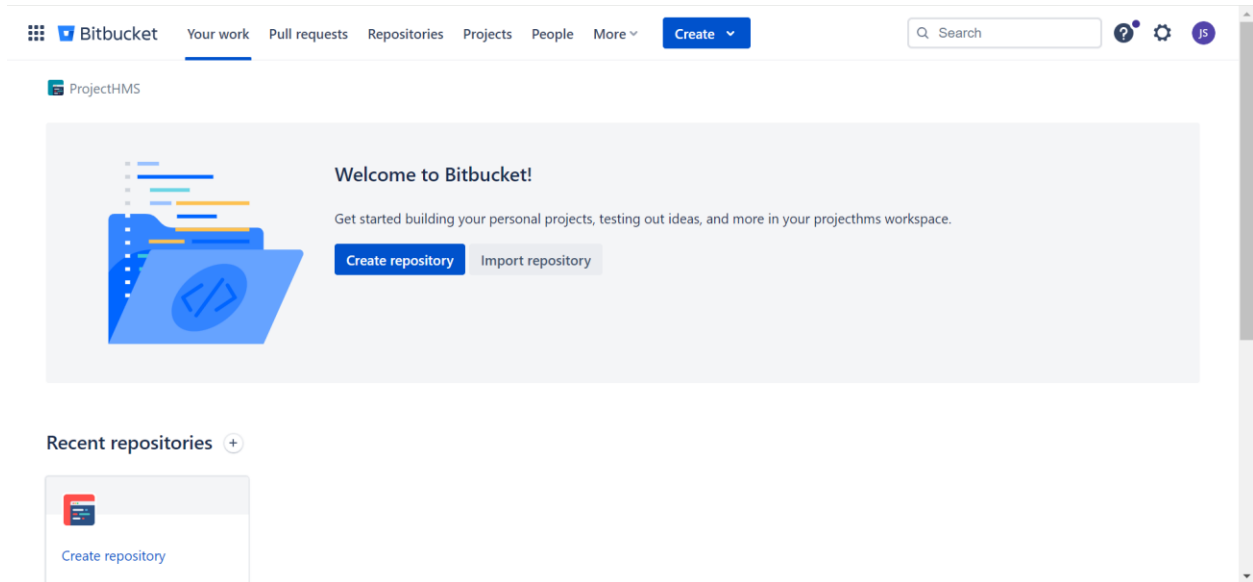 Bitbucket Your work Pull requests Repositories Projects People More Create Search ? JS
ProjectHMS
Welcome to Bitbucket!
Get started building your personal projects, testing out ideas, and more in your projecthms workspace.
Create repository Import repository
</>
Recent repositories +
Create repository